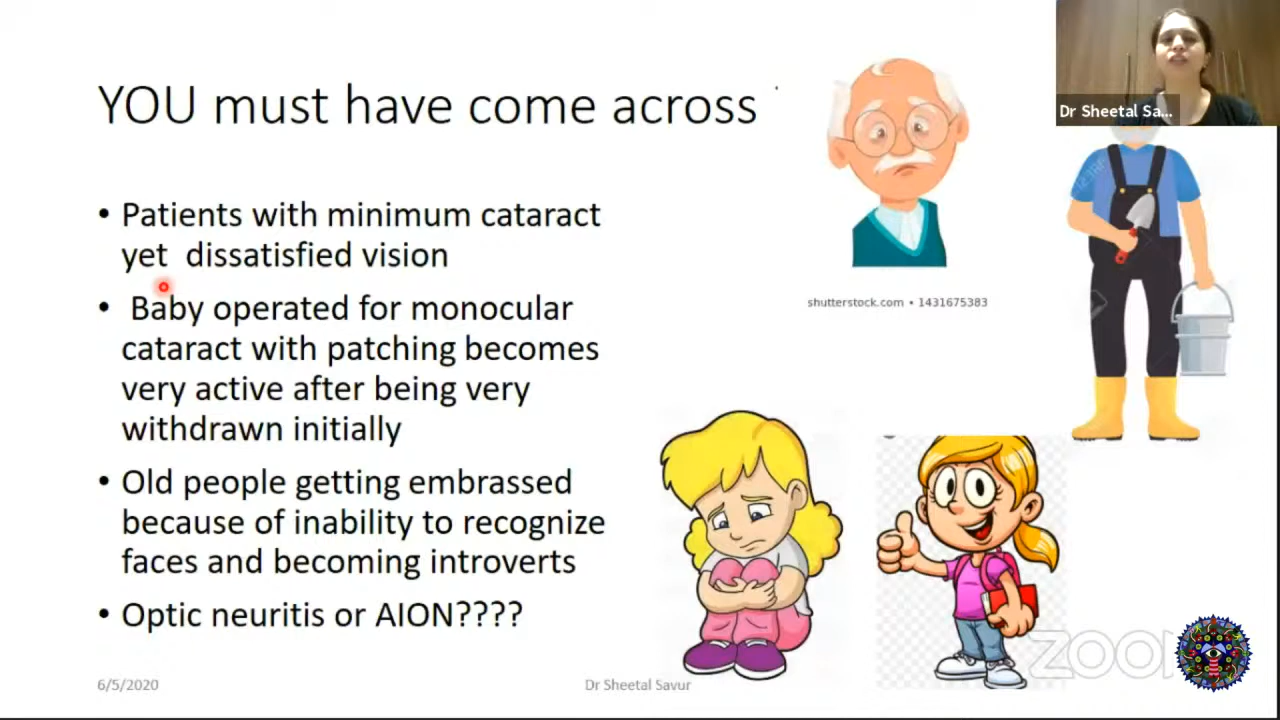 YOU must have come across
Dr Sheetal Sa...
• Patients with minimum cataract
yet dissatisfied vision
• Baby operated for monocular
cataract with patching becomes
very active after being very
withdrawn initially
• Old people getting embrassed
because of inability to recognize
faces and becoming introverts
• Optic neuritis or AION????
shutterstock.com • 1431675383
6/5/2020
Dr Sheetal Savur
zoom